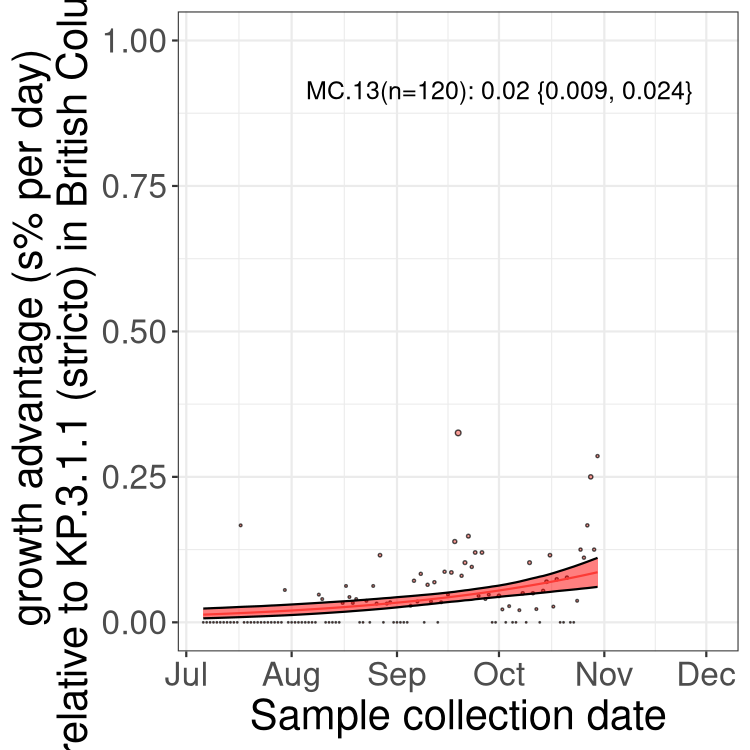 growth advantage (s% per day)
relative to KP.3.1.1 (stricto) in British Colu
1.00
0.75
0.50
0.25
0.00
MC.13(n=120): 0.02 {0.009, 0.024}
Jul Aug Sep Oct Nov Dec
Sample collection date